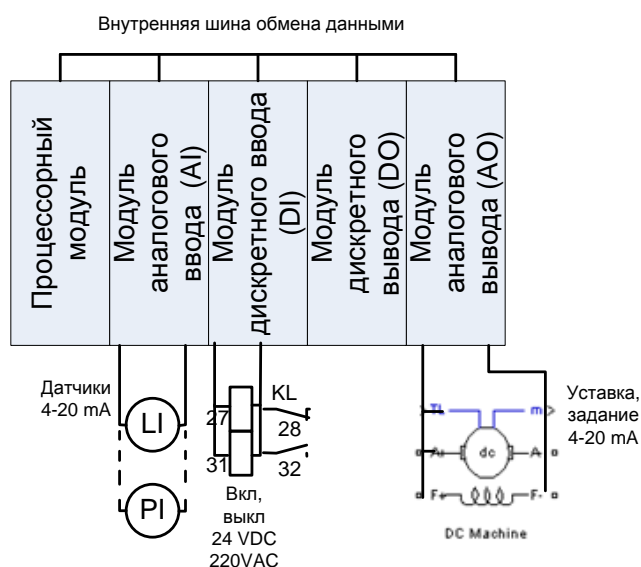 Внутренняя шина обмена данными
Процессорный
модуль
Модуль
аналогового
ввода (AI)
Модуль
дискретного ввода
(DI)
Модуль
дискретного
вывода (DO)
Модуль
аналогового
вывода (AO)
Датчики
4-20 mA
LI
PI
27
KL
28
31
32
Вкл,
выкл
24 VDC
220VAC
TL
m
A+
dc
A-
F+
F-
DC Machine
Уставка,
задание
4-20 mA